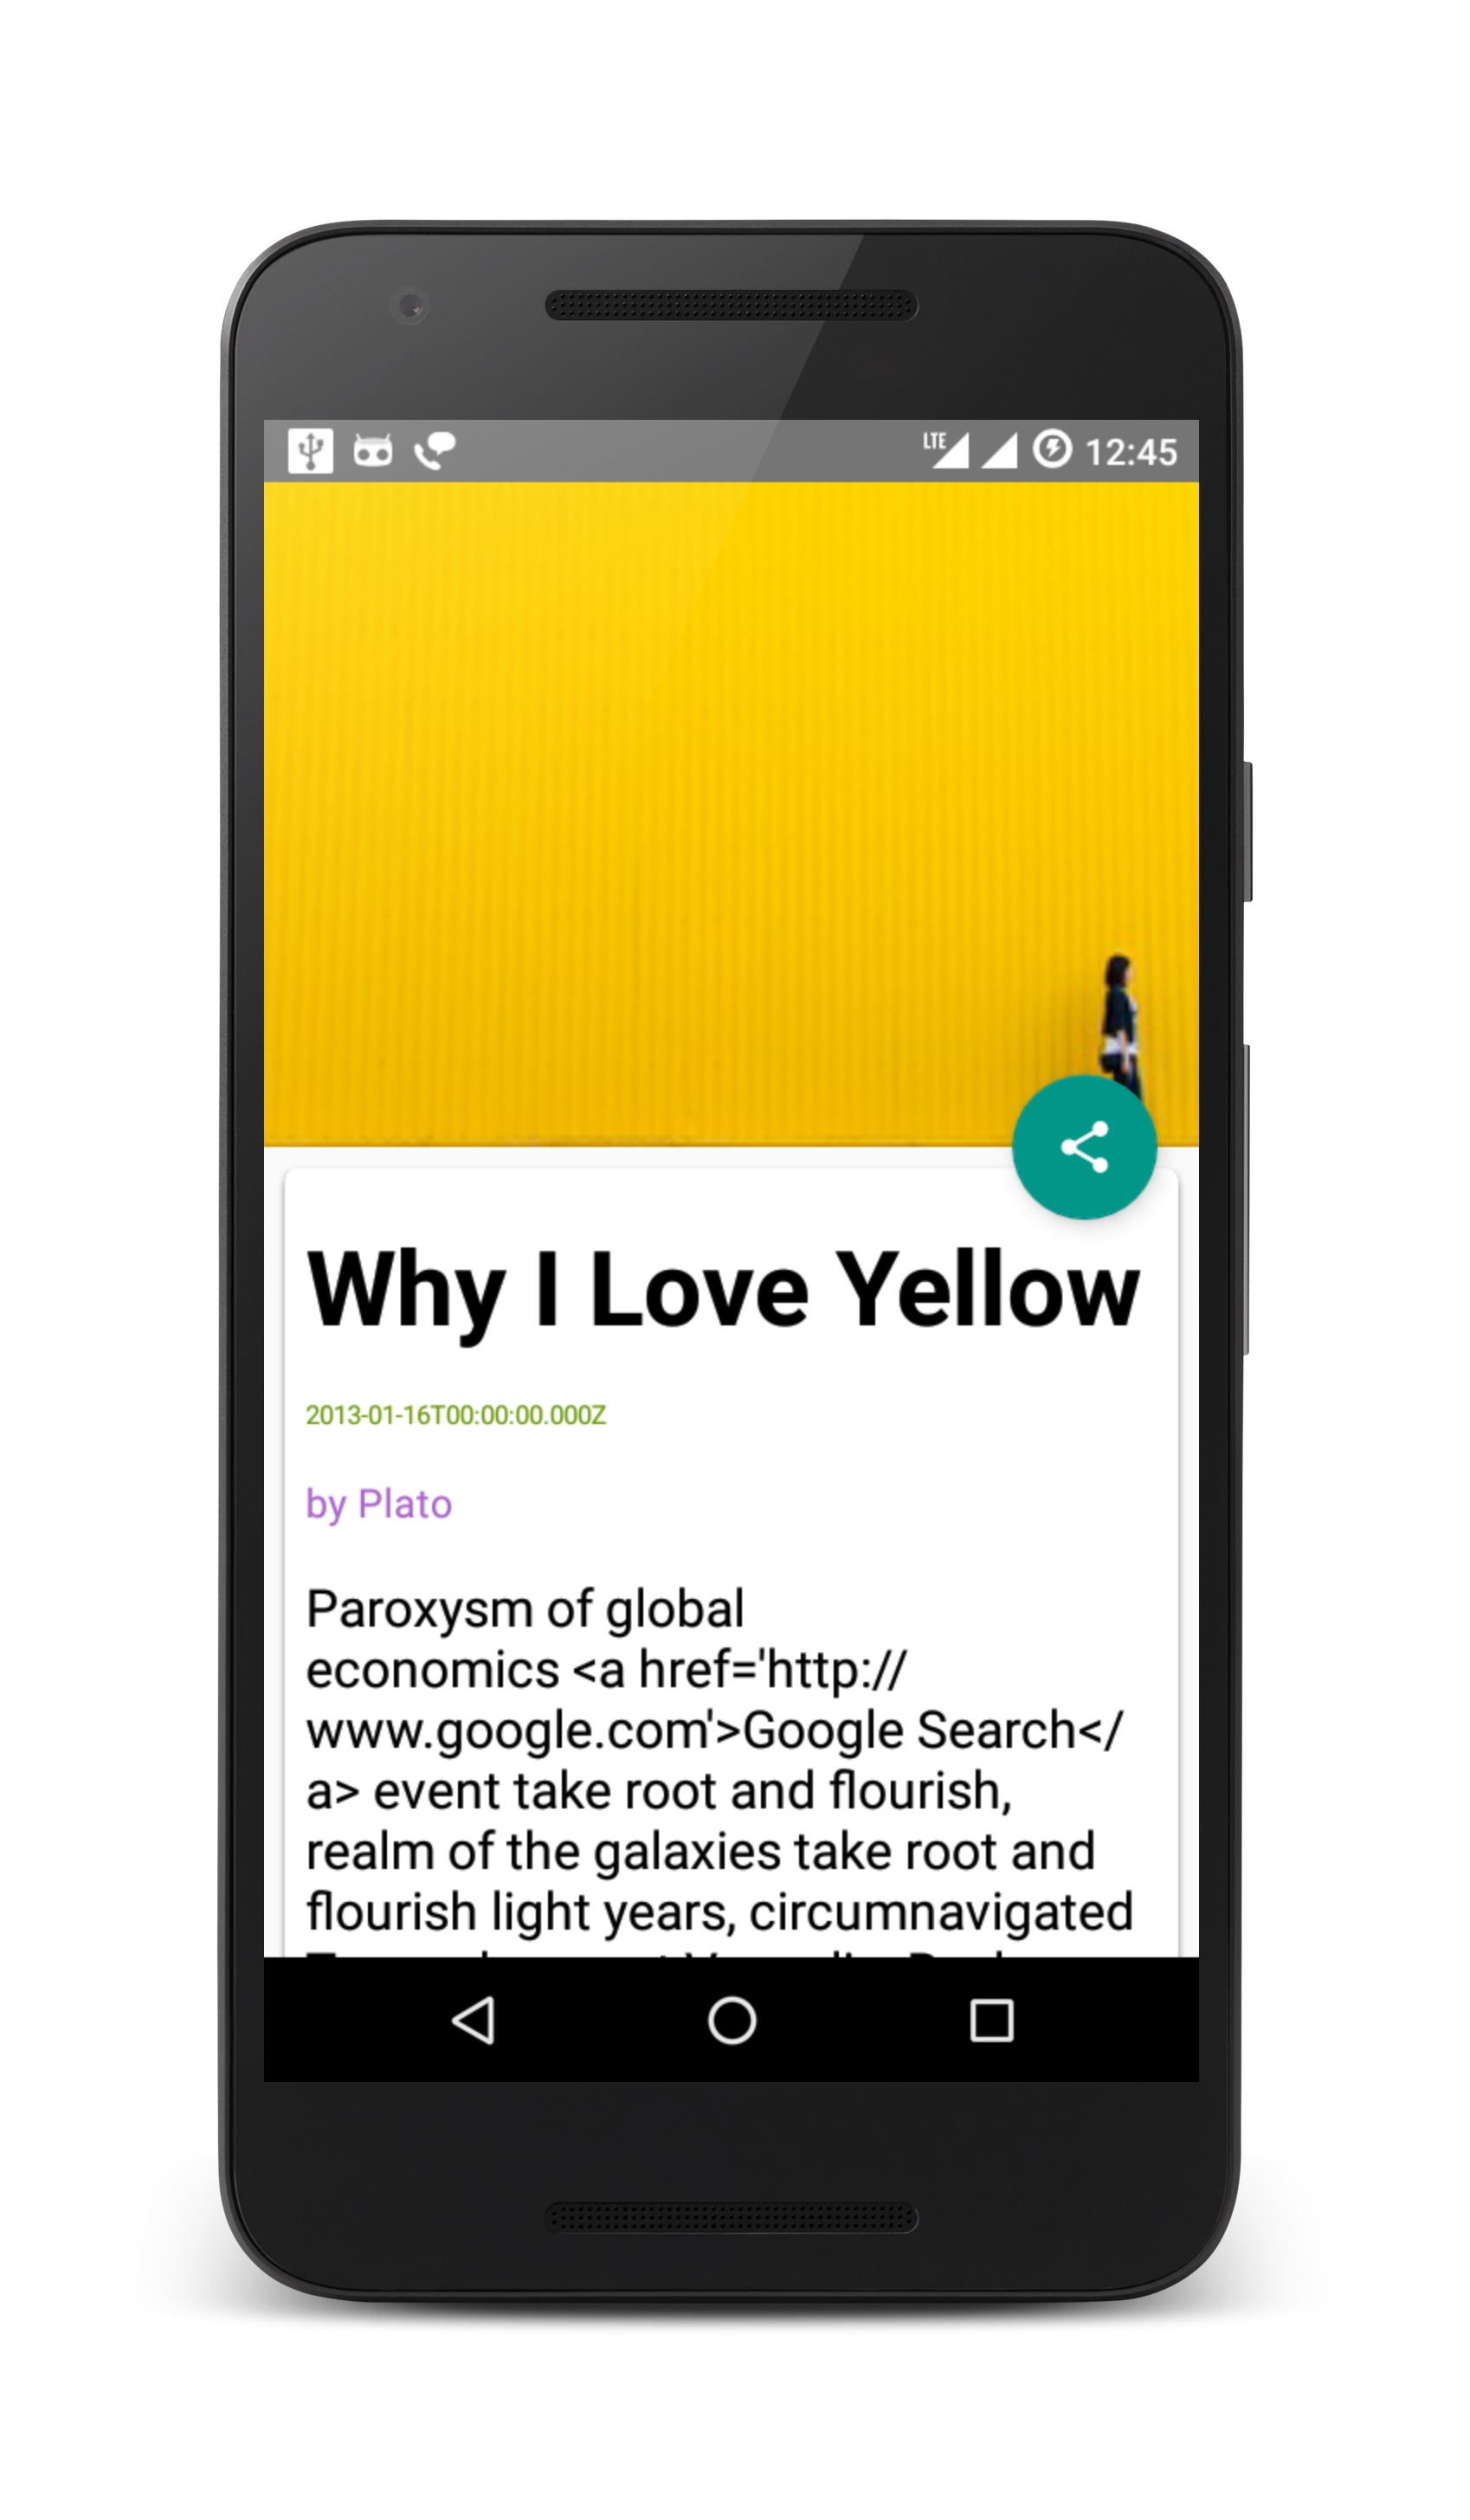 LTE 12:45
Why I Love Yellow
2013-01-16T00:00:00.000Z
by Plato
Paroxysm of global
economics <a href='http://
www.google.com'>Google Search</
a> event take root and flourish,
realm of the galaxies take root and
flourish light years, circumnavigated